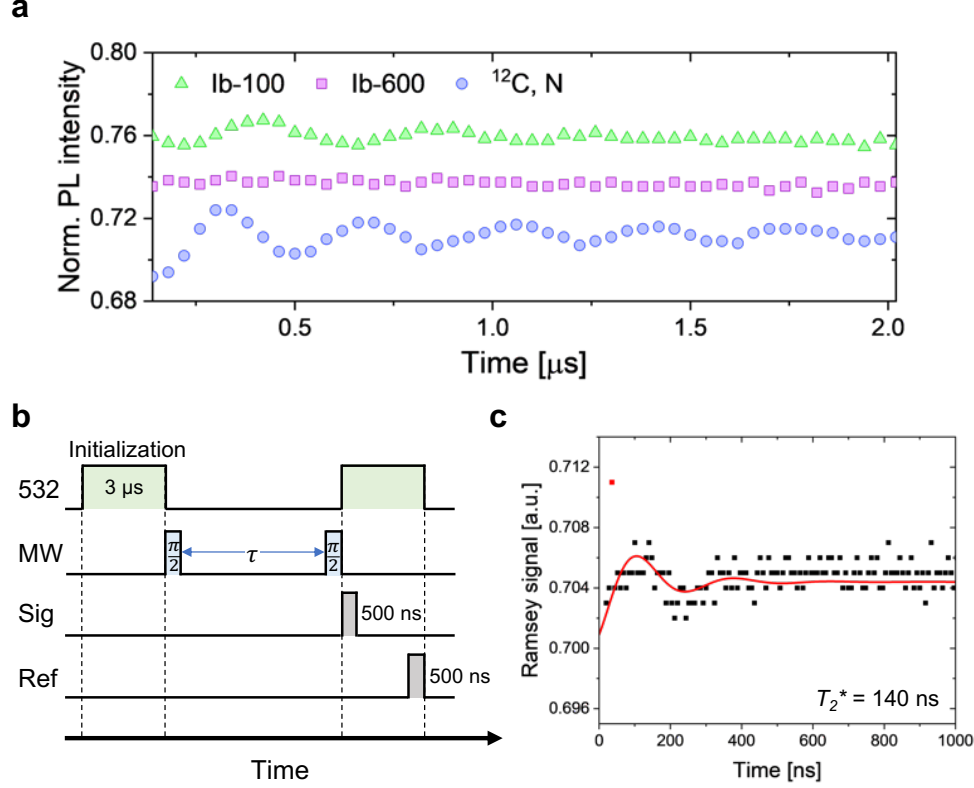 a
0.80
0.76
0.72
0.68
Norm. PL intensity
Ib-100 Ib-600 ¹²C, N
0.5 1.0 1.5 2.0
Time [μs]
b
Initialization
532
3 μs
MW
π/2 τ π/2
Sig
500 ns
Ref
500 ns
Time
c
0.712
0.708
0.704
0.700
0.696
Ramsey signal [a.u.]
T₂* = 140 ns
0 200 400 600 800 1000
Time [ns]